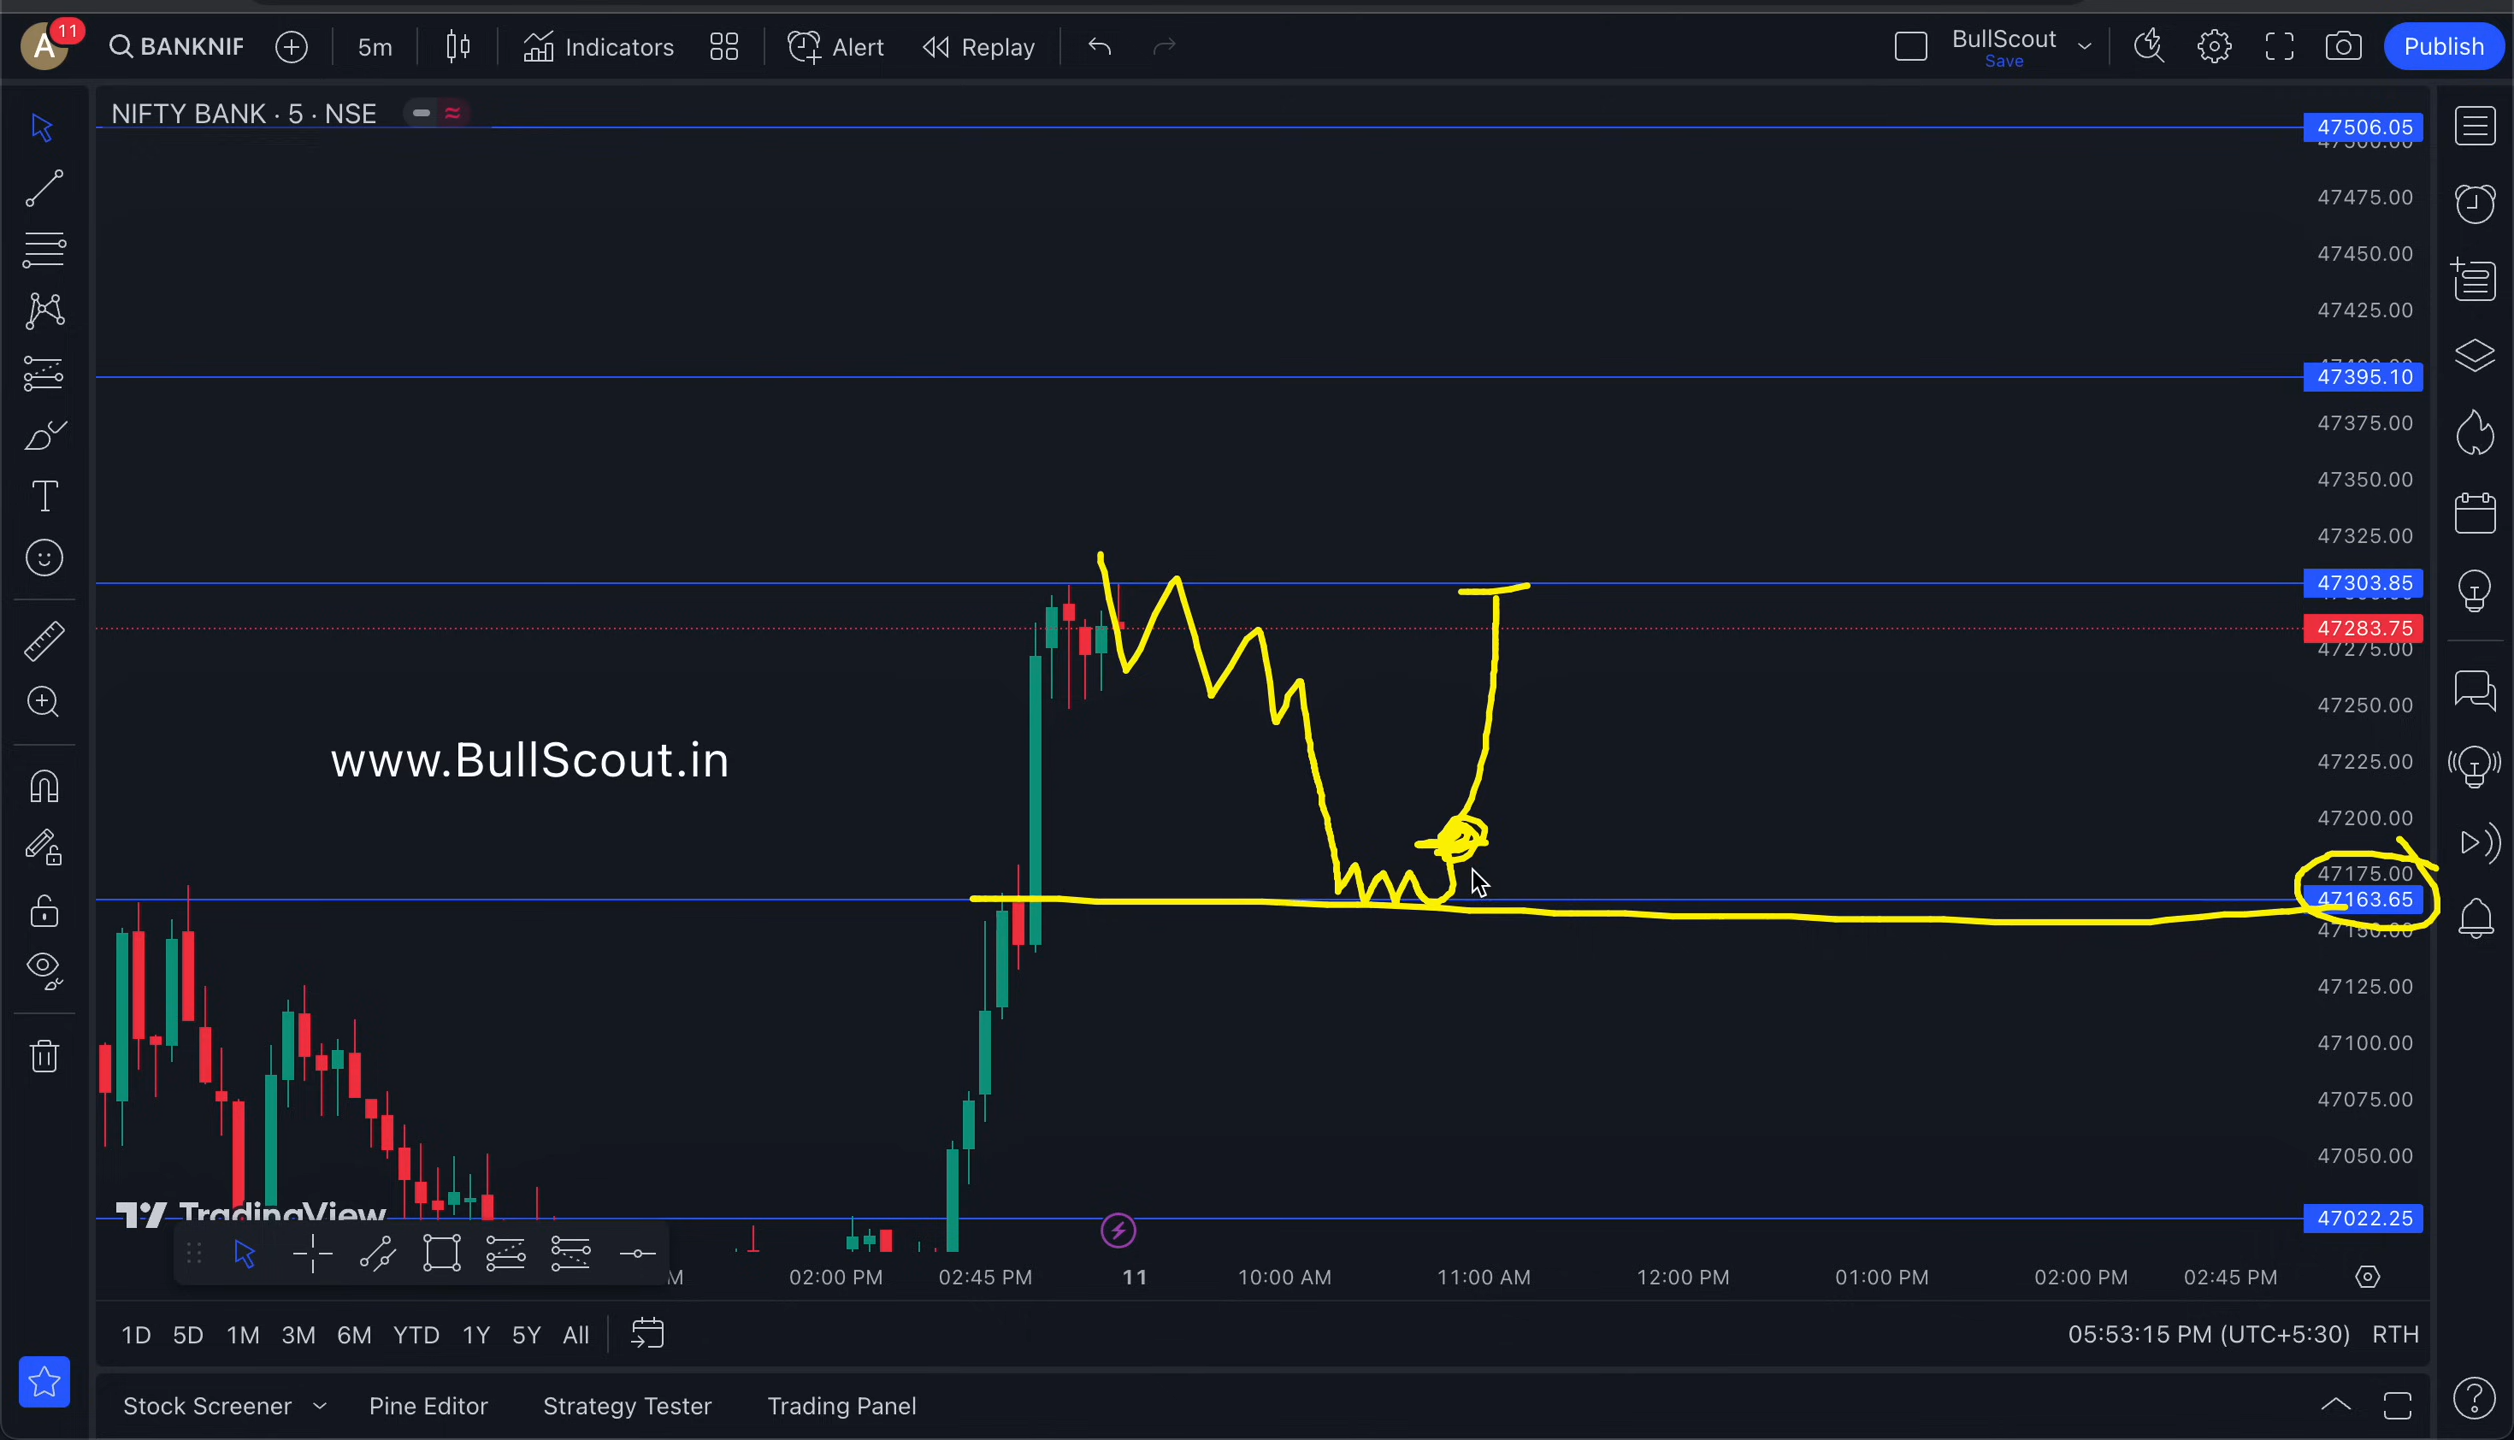 A
11
BANKNIF
5m
Indicators
Alert
Replay
BullScout
Save
Publish
NIFTY BANK · 5 · NSE
47506.05
47475.00
47450.00
47425.00
47395.10
47375.00
47350.00
47325.00
47303.85
47283.75
47275.00
47250.00
47225.00
47200.00
47175.00
47163.65
47150.00
47125.00
47100.00
47075.00
47050.00
47022.25
www.BullScout.in
TradingView
M
02:00 PM
02:45 PM
11
10:00 AM
11:00 AM
12:00 PM
01:00 PM
02:00 PM
02:45 PM
1D
5D
1M
3M
6M
YTD
1Y
5Y
All
05:53:15 PM (UTC+5:30)
RTH
Stock Screener
Pine Editor
Strategy Tester
Trading Panel